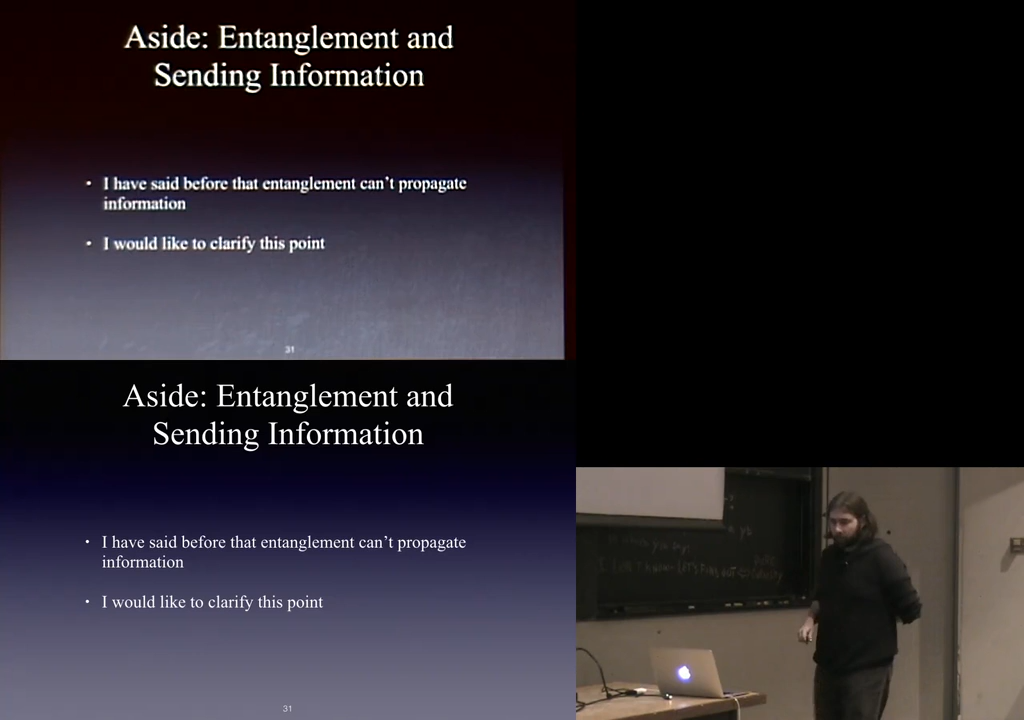 Aside: Entanglement and
Sending Information
• I have said before that entanglement can't propagate
information
• I would like to clarify this point
31
Aside: Entanglement and
Sending Information
• I have said before that entanglement can't propagate
information
• I would like to clarify this point
31